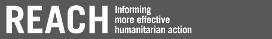 REACH
Informing
more effective
humanitarian action